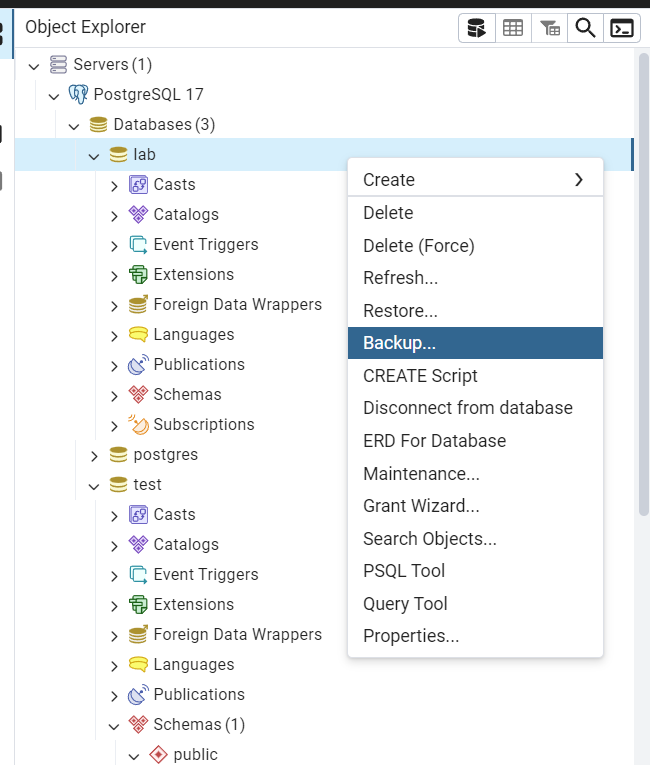 Object Explorer
Servers (1)
PostgreSQL 17
Databases (3)
lab
Casts
Catalogs
Event Triggers
Extensions
Foreign Data Wrappers
Languages
Publications
Schemas
Subscriptions
postgres
test
Casts
Catalogs
Event Triggers
Extensions
Foreign Data Wrappers
Languages
Publications
Schemas (1)
public
Create
Delete
Delete (Force)
Refresh...
Restore...
Backup...
CREATE Script
Disconnect from database
ERD For Database
Maintenance...
Grant Wizard...
Search Objects...
PSQL Tool
Query Tool
Properties...